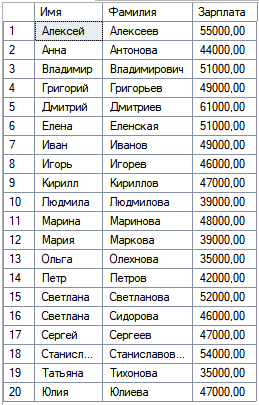 Имя Фамилия Зарплата
1 Алексей Алексеев 55000,00
2 Анна Антонова 44000,00
3 Владимир Владимирович 51000,00
4 Григорий Григорьев 49000,00
5 Дмитрий Дмитриев 61000,00
6 Елена Еленская 51000,00
7 Иван Иванов 49000,00
8 Игорь Игорев 46000,00
9 Кирилл Кириллов 47000,00
10 Людмила Людмилова 39000,00
11 Марина Маринова 48000,00
12 Мария Маркова 39000,00
13 Ольга Олехнова 35000,00
14 Петр Петров 42000,00
15 Светлана Светланова 52000,00
16 Светлана Сидорова 46000,00
17 Сергей Сергеев 47000,00
18 Станисл... Станиславов... 54000,00
19 Татьяна Тихонова 35000,00
20 Юлия Юлиева 47000,00